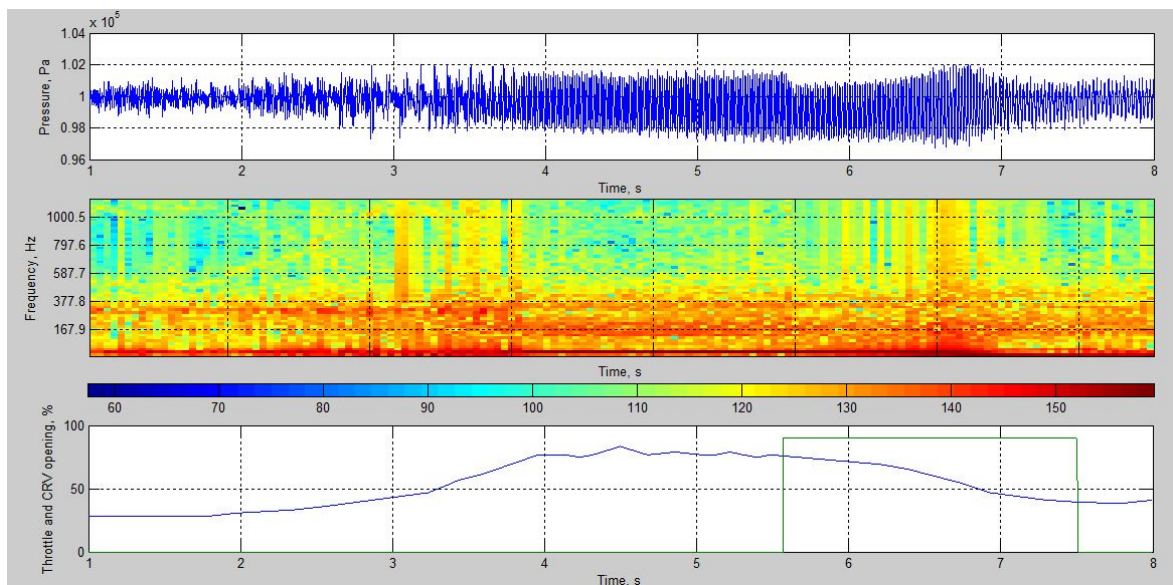 x 10^5
1.04
1.02
1
0.98
0.96
Pressure, Pa
1 2 3 4 5 6 7 8
Time, s
1000.5
797.6
587.7
377.8
167.9
Frequency, Hz
Time, s
60 70 80 90 100 110 120 130 140 150
100
50
0
Throttle and CRV opening, %
1 2 3 4 5 6 7 8
Time, s